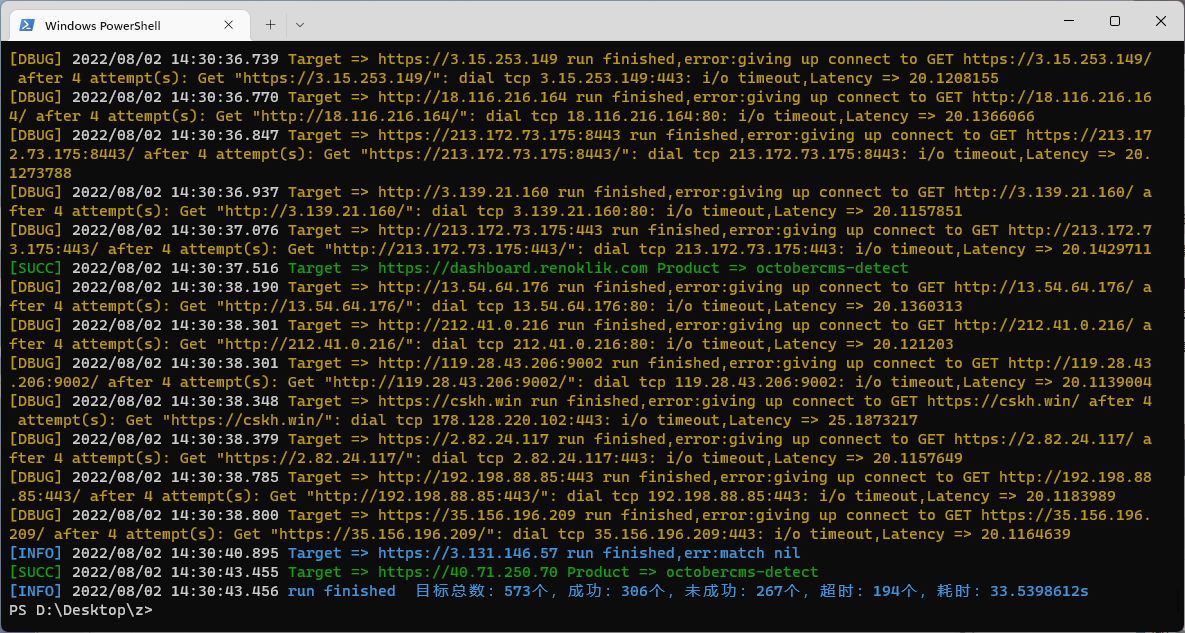 Windows PowerShell
[DBUG] 2022/08/02 14:30:36.739 Target => https://3.15.253.149 run finished,error:giving up connect to GET https://3.15.253.149/
 after 4 attempt(s): Get "https://3.15.253.149/": dial tcp 3.15.253.149:443: i/o timeout,Latency => 20.1208155
[DBUG] 2022/08/02 14:30:36.770 Target => http://18.116.216.164 run finished,error:giving up connect to GET http://18.116.216.16
4/ after 4 attempt(s): Get "http://18.116.216.164/": dial tcp 18.116.216.164:80: i/o timeout,Latency => 20.1366066
[DBUG] 2022/08/02 14:30:36.847 Target => https://213.172.73.175:8443 run finished,error:giving up connect to GET https://213.17
2.73.175:8443/ after 4 attempt(s): Get "https://213.172.73.175:8443/": dial tcp 213.172.73.175:8443: i/o timeout,Latency => 20.
1273788
[DBUG] 2022/08/02 14:30:36.937 Target => http://3.139.21.160 run finished,error:giving up connect to GET http://3.139.21.160/ a
fter 4 attempt(s): Get "http://3.139.21.160/": dial tcp 3.139.21.160:80: i/o timeout,Latency => 20.1157851
[DBUG] 2022/08/02 14:30:37.076 Target => http://213.172.73.175:443 run finished,error:giving up connect to GET http://213.172.7
3.175:443/ after 4 attempt(s): Get "http://213.172.73.175:443/": dial tcp 213.172.73.175:443: i/o timeout,Latency => 20.1429711
[SUCC] 2022/08/02 14:30:37.516 Target => https://dashboard.renoklik.com Product => octobercms-detect
[DBUG] 2022/08/02 14:30:38.190 Target => http://13.54.64.176 run finished,error:giving up connect to GET http://13.54.64.176/ a
fter 4 attempt(s): Get "http://13.54.64.176/": dial tcp 13.54.64.176:80: i/o timeout,Latency => 20.1360313
[DBUG] 2022/08/02 14:30:38.301 Target => http://212.41.0.216 run finished,error:giving up connect to GET http://212.41.0.216/ a
fter 4 attempt(s): Get "http://212.41.0.216/": dial tcp 212.41.0.216:80: i/o timeout,Latency => 20.121203
[DBUG] 2022/08/02 14:30:38.301 Target => http://119.28.43.206:9002 run finished,error:giving up connect to GET http://119.28.43
.206:9002/ after 4 attempt(s): Get "http://119.28.43.206:9002/": dial tcp 119.28.43.206:9002: i/o timeout,Latency => 20.1139004
[DBUG] 2022/08/02 14:30:38.348 Target => https://cskh.win run finished,error:giving up connect to GET https://cskh.win/ after 4
 attempt(s): Get "https://cskh.win/": dial tcp 178.128.220.102:443: i/o timeout,Latency => 25.1873217
[DBUG] 2022/08/02 14:30:38.379 Target => https://2.82.24.117 run finished,error:giving up connect to GET https://2.82.24.117/ a
fter 4 attempt(s): Get "https://2.82.24.117/": dial tcp 2.82.24.117:443: i/o timeout,Latency => 20.1157649
[DBUG] 2022/08/02 14:30:38.785 Target => http://192.198.88.85:443 run finished,error:giving up connect to GET http://192.198.88
.85:443/ after 4 attempt(s): Get "http://192.198.88.85:443/": dial tcp 192.198.88.85:443: i/o timeout,Latency => 20.1183989
[DBUG] 2022/08/02 14:30:38.800 Target => https://35.156.196.209 run finished,error:giving up connect to GET https://35.156.196.
209/ after 4 attempt(s): Get "https://35.156.196.209/": dial tcp 35.156.196.209:443: i/o timeout,Latency => 20.1164639
[INFO] 2022/08/02 14:30:40.895 Target => https://3.131.146.57 run finished,err:match nil
[SUCC] 2022/08/02 14:30:43.455 Target => https://40.71.250.70 Product => octobercms-detect
[INFO] 2022/08/02 14:30:43.456 run finished  目标总数: 573个, 成功: 306个, 未成功: 267个, 超时: 194个, 耗时: 33.5398612s
PS D:\Desktop\z>